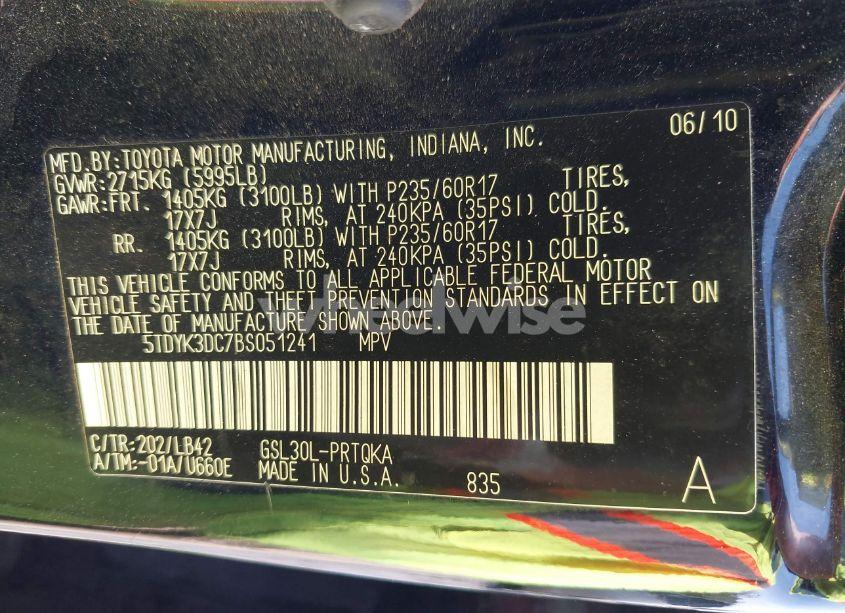 MFD.BY:TOYOTA MOTOR MANUFACTURING, INDIANA, INC. 06/10
GVWR:2715KG (5995LB)
GAWR:FRT. 1405KG (3100LB) WITH P235/60R17 TIRES,
17X7J RIMS, AT 240KPA (35PSI) COLD.
RR. 1405KG (3100LB) WITH P235/60R17 TIRES,
17X7J RIMS, AT 240KPA (35PSI) COLD.
THIS VEHICLE CONFORMS TO ALL APPLICABLE FEDERAL MOTOR
VEHICLE SAFETY AND THEFT PREVENTION STANDARDS IN EFFECT ON
THE DATE OF MANUFACTURE SHOWN ABOVE.
5TDYK3DC7BS051241 MPV
C/TR:202/LB42 GSL30L-PRTQKA
A/TM:-01A/U660E MADE IN U.S.A. 835 A